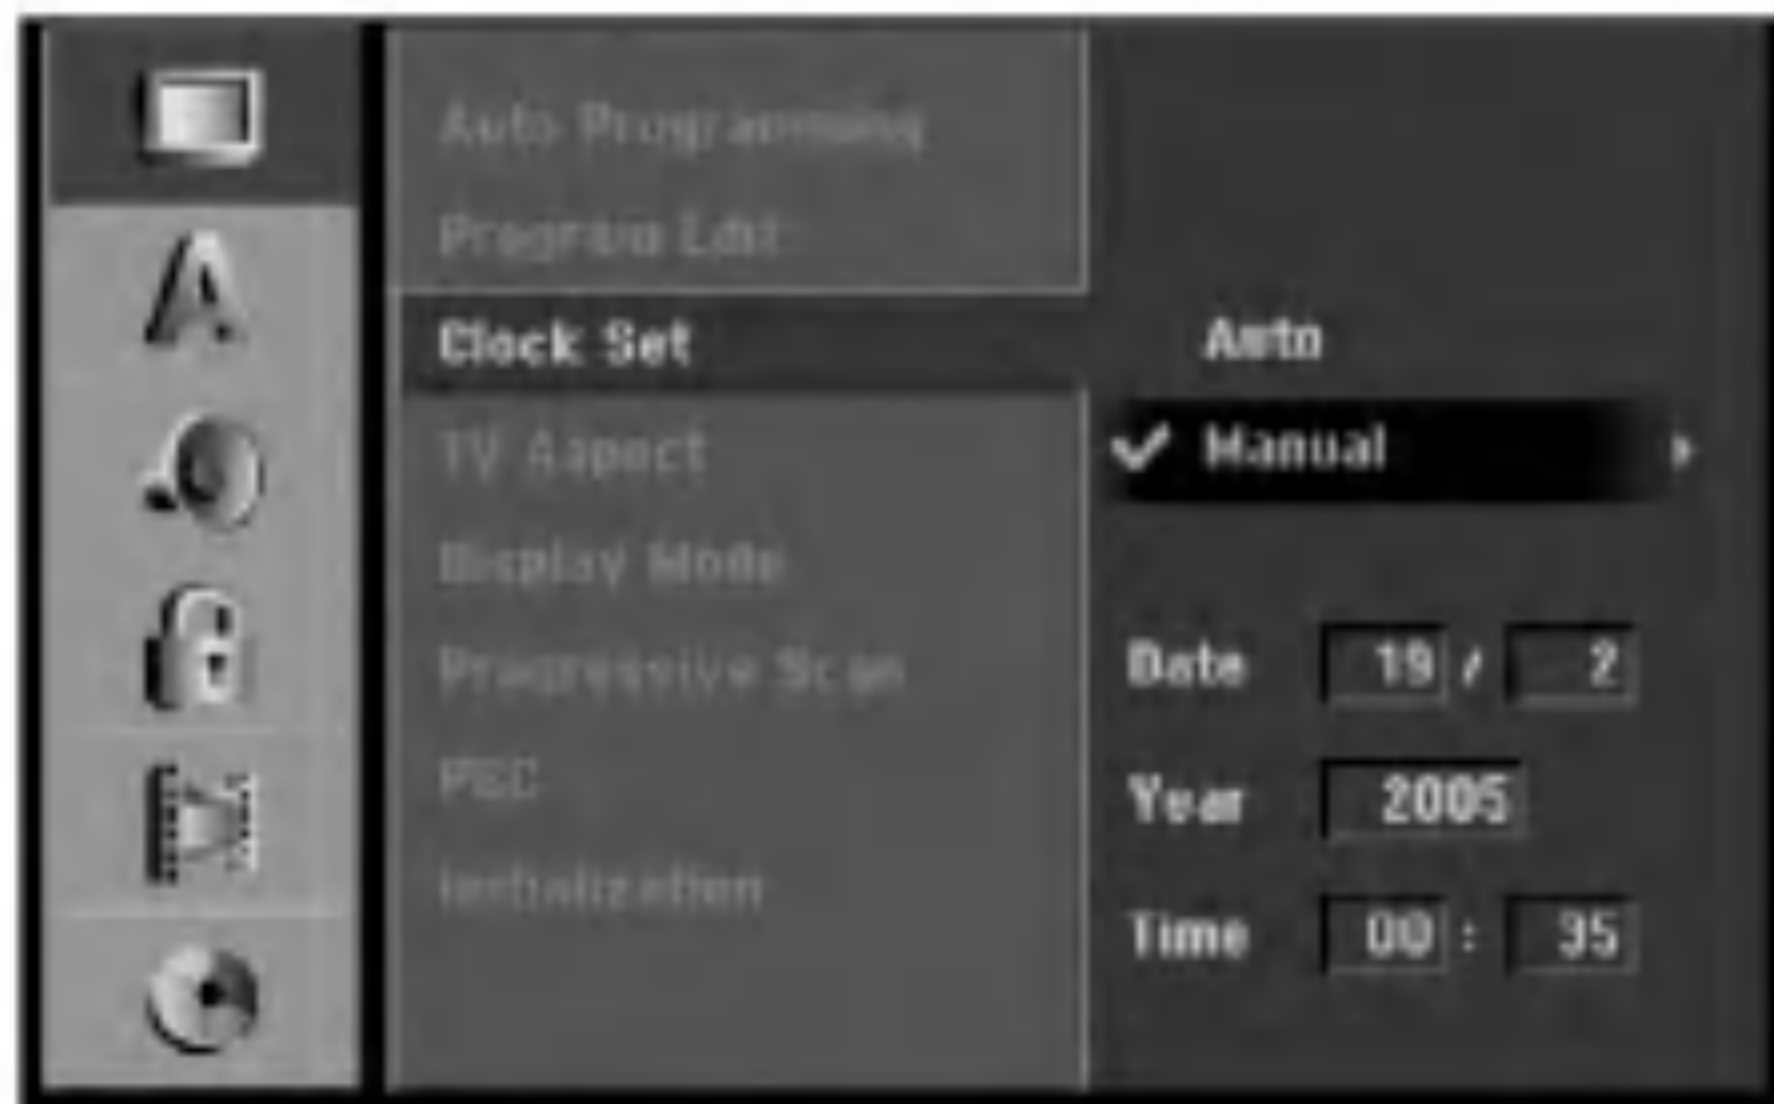 Auto Programming
Program Edit
Clock Set
TV Aspect
Display Mode
Progressive Scan
PBC
Initialization
Auto
Manual
Date 19 / 2
Year 2005
Time 00 : 35